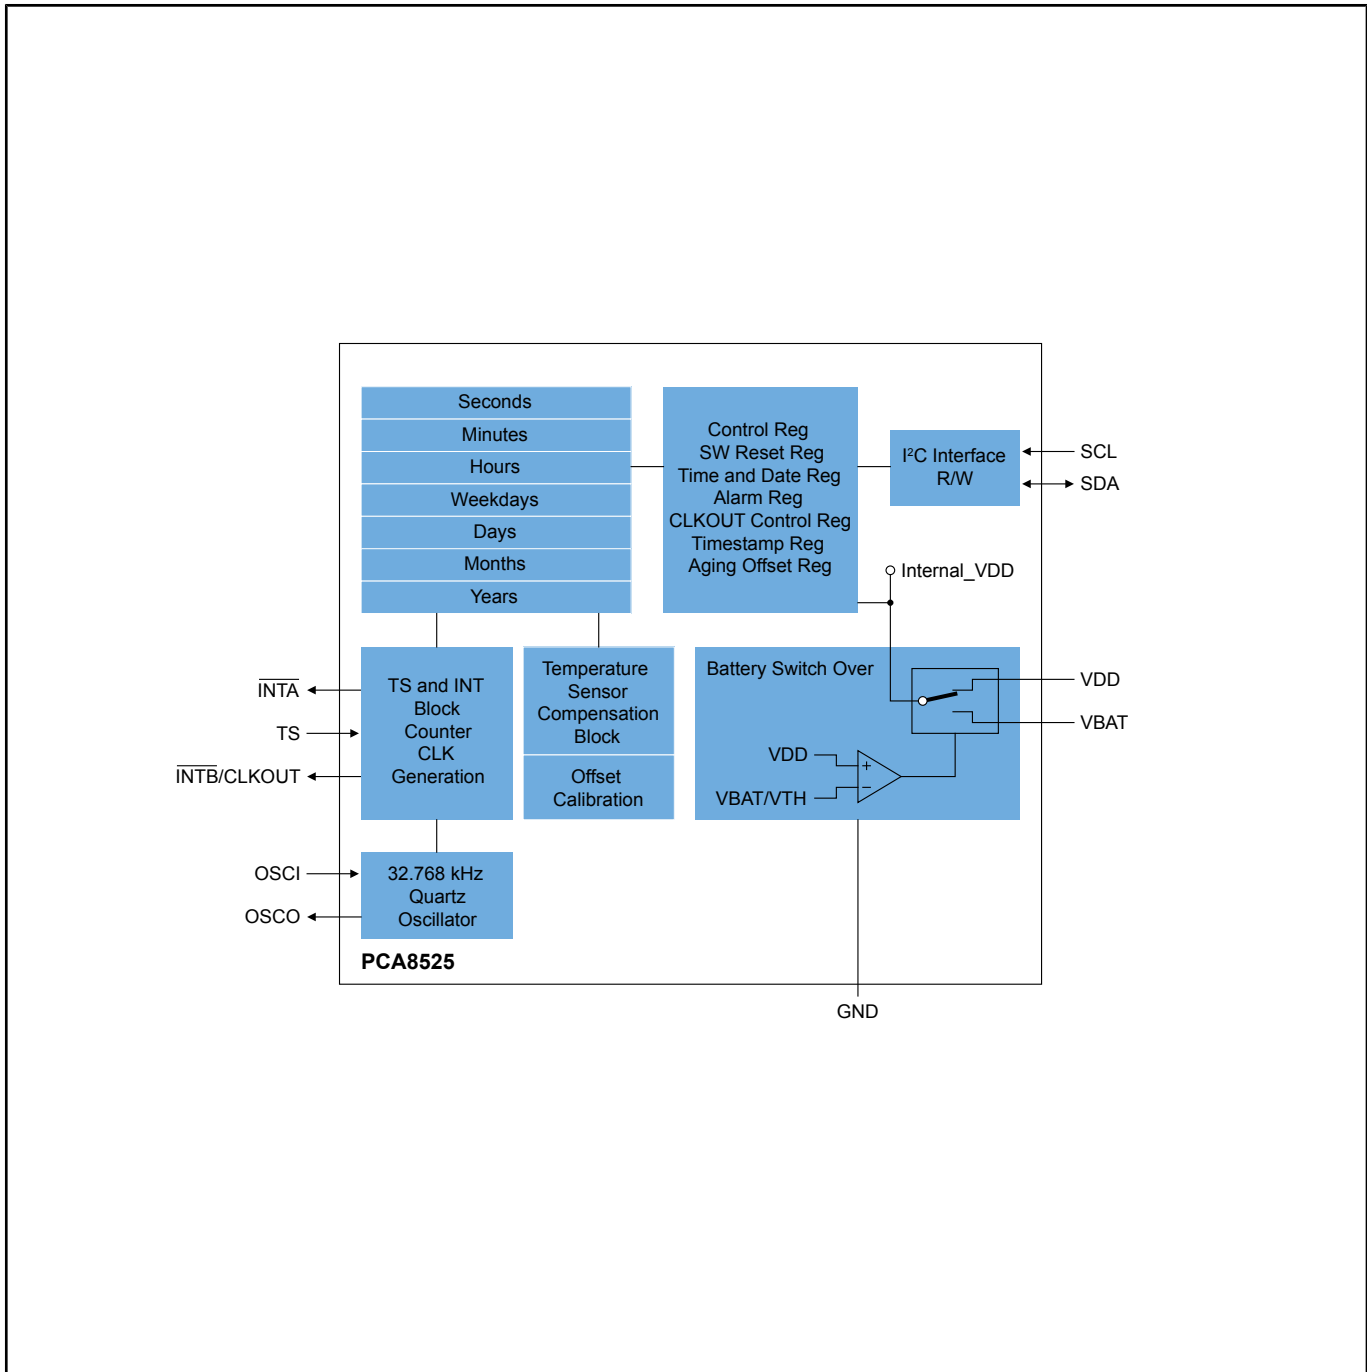 Seconds
Minutes
Hours
Weekdays
Days
Months
Years
Control Reg
SW Reset Reg
Time and Date Reg
Alarm Reg
CLKOUT Control Reg
Timestamp Reg
Aging Offset Reg
I²C Interface
R/W
SCL
SDA
Internal_VDD
INTA
TS
INTB/CLKOUT
TS and INT
Block
Counter
CLK
Generation
Temperature
Sensor
Compensation
Block
Offset
Calibration
Battery Switch Over
VDD
VBAT
VDD
+
VBAT/VTH
−
OSCI
OSCO
32.768 kHz
Quartz
Oscillator
PCA8525
GND